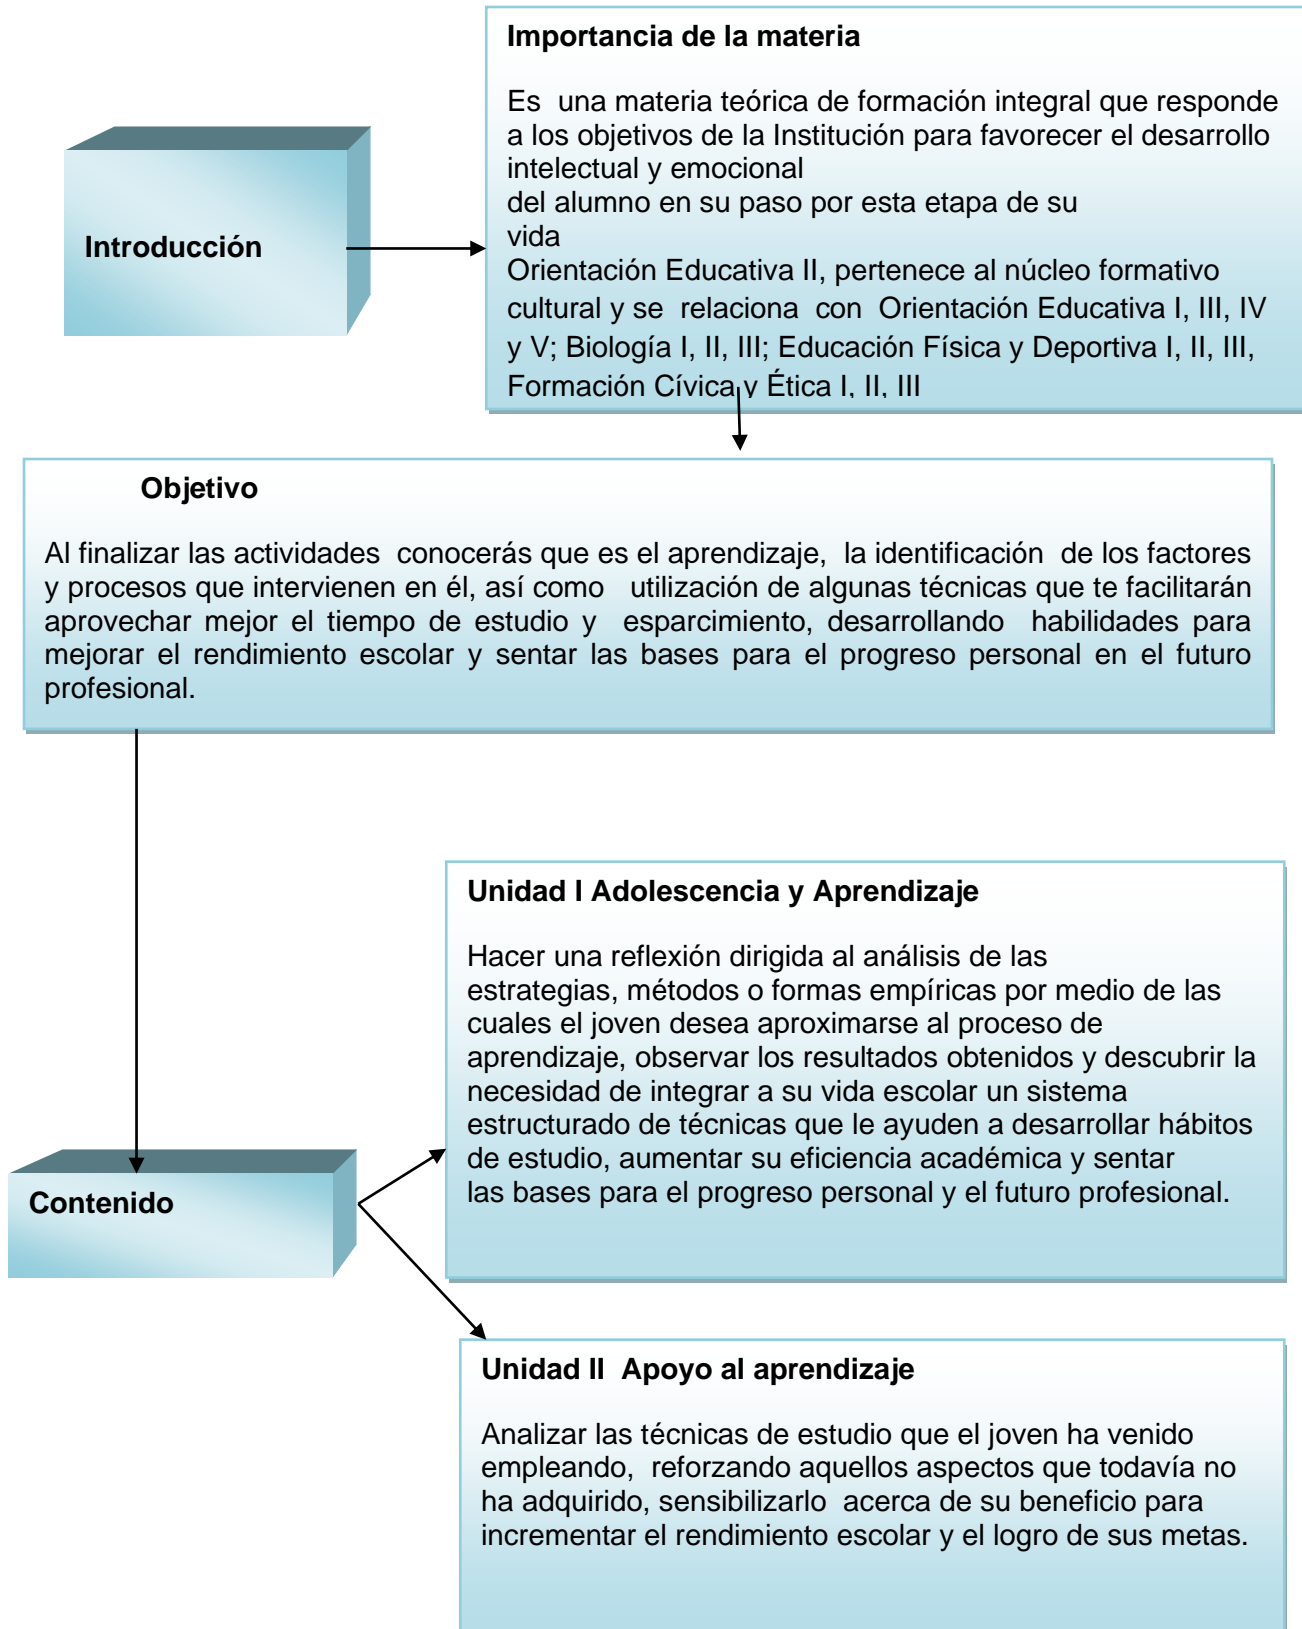 Importancia de la materia
Es una materia teórica de formación integral que responde
a los objetivos de la Institución para favorecer el desarrollo
intelectual y emocional
del alumno en su paso por esta etapa de su
vida
Orientación Educativa II, pertenece al núcleo formativo
cultural y se relaciona con Orientación Educativa I, III, IV
y V; Biología I, II, III; Educación Física y Deportiva I, II, III,
Formación Cívica y Ética I, II, III
Introducción
Objetivo
Al finalizar las actividades conocerás que es el aprendizaje, la identificación de los factores
y procesos que intervienen en él, así como utilización de algunas técnicas que te facilitarán
aprovechar mejor el tiempo de estudio y esparcimiento, desarrollando habilidades para
mejorar el rendimiento escolar y sentar las bases para el progreso personal en el futuro
profesional.
Unidad I Adolescencia y Aprendizaje
Hacer una reflexión dirigida al análisis de las
estrategias, métodos o formas empíricas por medio de las
cuales el joven desea aproximarse al proceso de
aprendizaje, observar los resultados obtenidos y descubrir la
necesidad de integrar a su vida escolar un sistema
estructurado de técnicas que le ayuden a desarrollar hábitos
de estudio, aumentar su eficiencia académica y sentar
las bases para el progreso personal y el futuro profesional.
Contenido
Unidad II Apoyo al aprendizaje
Analizar las técnicas de estudio que el joven ha venido
empleando, reforzando aquellos aspectos que todavía no
ha adquirido, sensibilizarlo acerca de su beneficio para
incrementar el rendimiento escolar y el logro de sus metas.